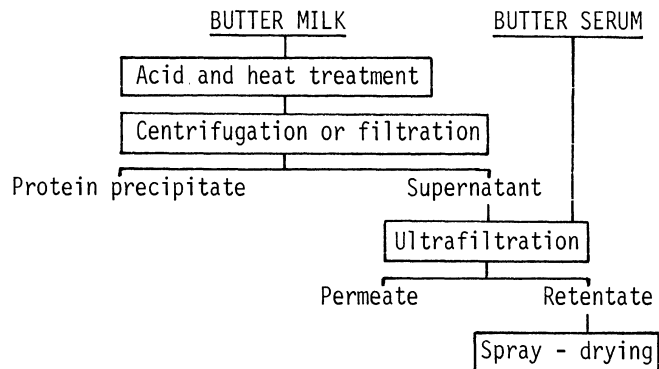 BUTTER MILK
BUTTER SERUM
Acid and heat treatment
Centrifugation or filtration
Protein precipitate
Supernatant
Ultrafiltration
Permeate
Retentate
Spray - drying